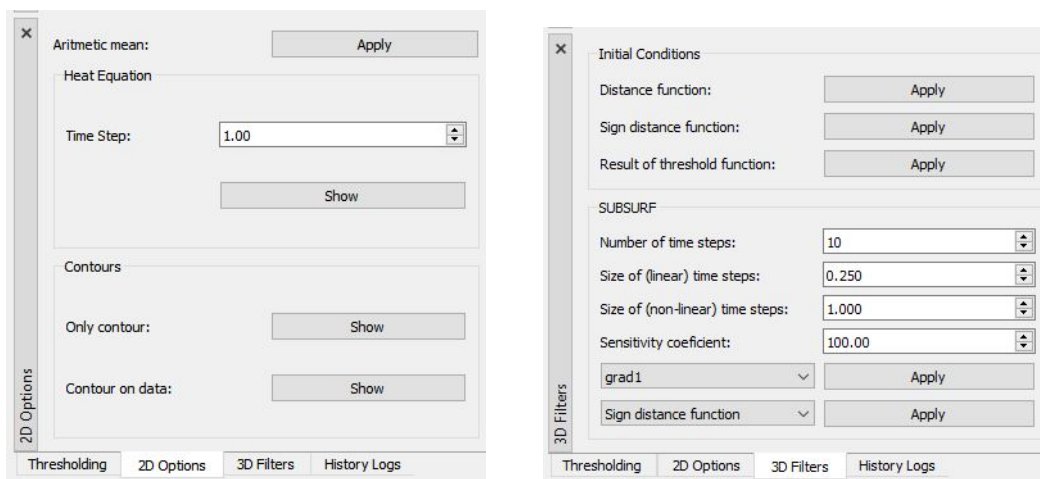 Aritmetic mean: Apply
Heat Equation
Time Step: 1.00
Show
Contours
Only contour: Show
Contour on data: Show
2D Options
Thresholding 2D Options 3D Filters History Logs
Initial Conditions
Distance function: Apply
Sign distance function: Apply
Result of threshold function: Apply
SUBSURF
Number of time steps: 10
Size of (linear) time steps: 0.250
Size of (non-linear) time steps: 1.000
Sensitivity coeficient: 100.00
grad1 Apply
Sign distance function Apply
3D Filters
Thresholding 2D Options 3D Filters History Logs